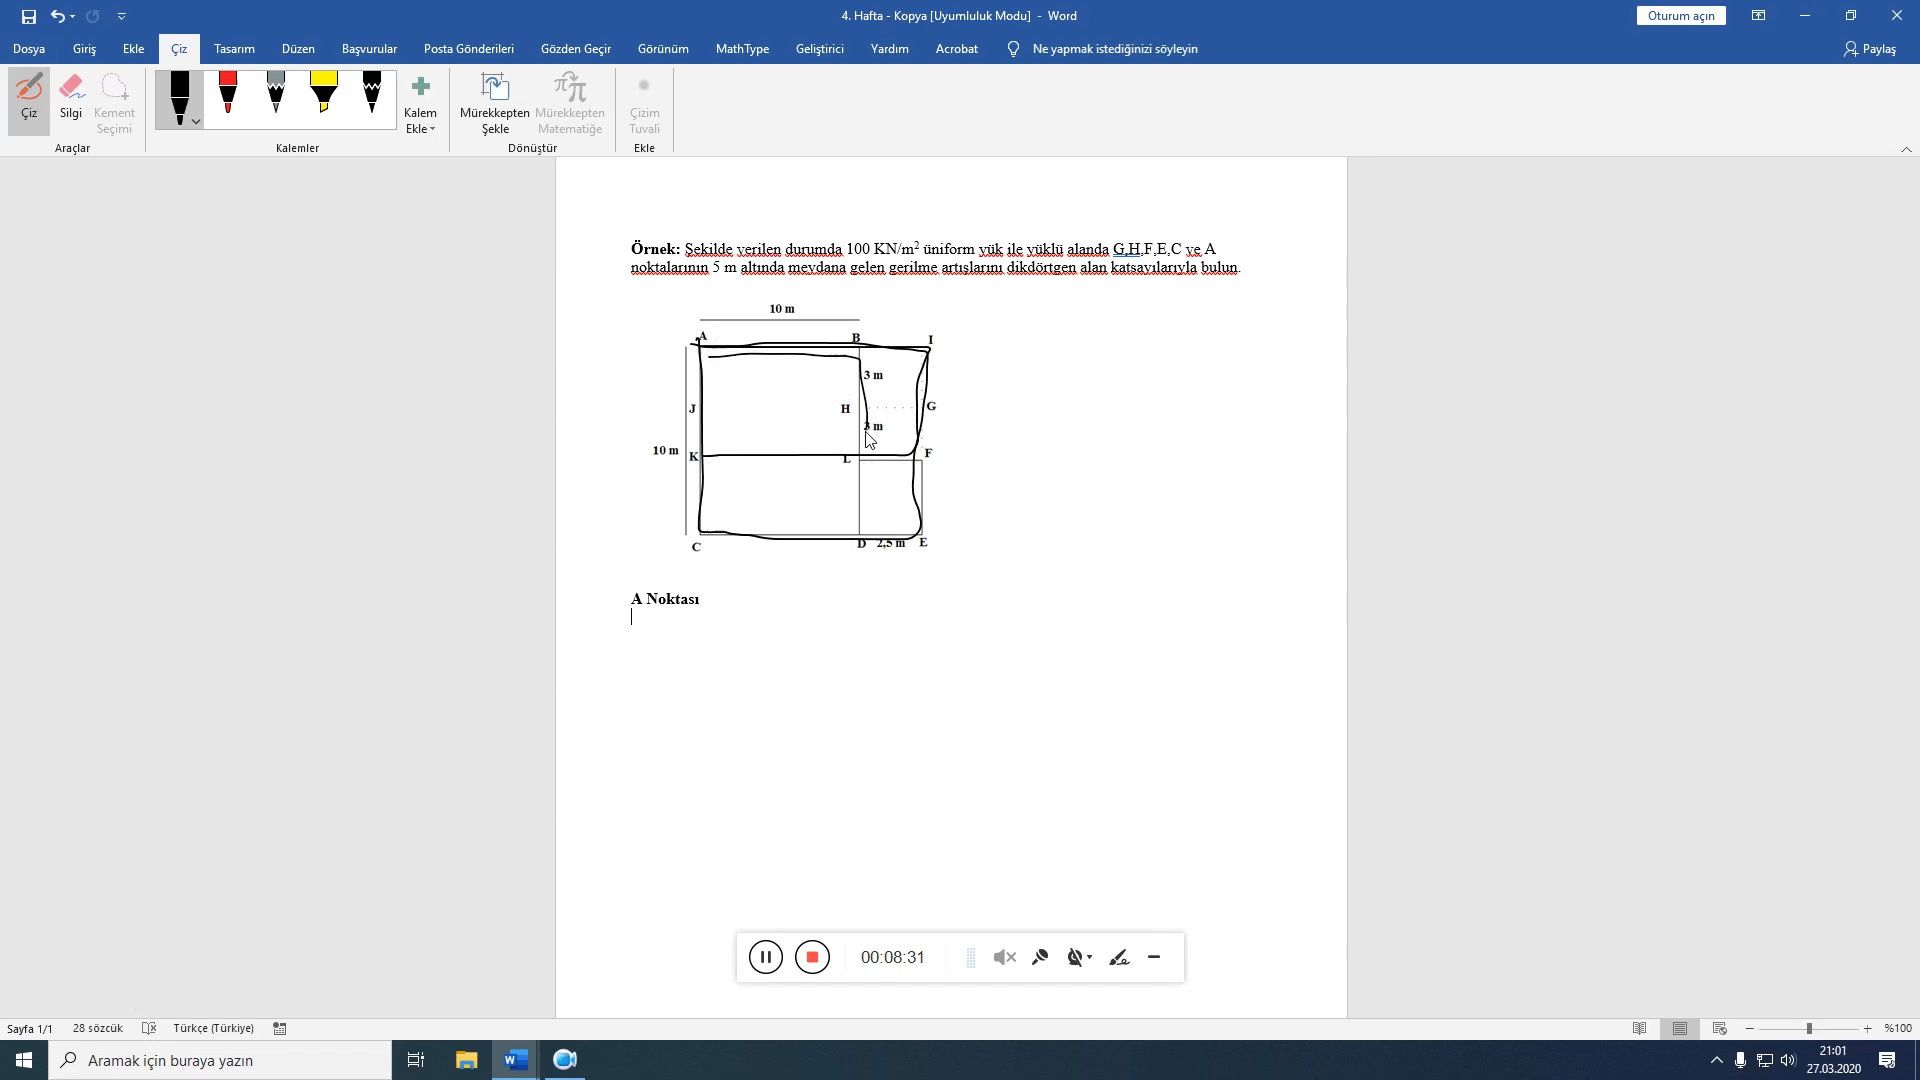 4. Hafta - Kopya [Uyumluluk Modu] - Word
Oturum açın
Dosya Giriş Ekle Çiz Tasarım Düzen Başvurular Posta Gönderileri Gözden Geçir Görünüm MathType Geliştirici Yardım Acrobat Ne yapmak istediğinizi söyleyin Paylaş
Çiz Silgi Kement Seçimi
Kalem Ekle
Mürekkepten Şekle
Mürekkepten Matematiğe
Çizim Tuvali
Araçlar Kalemler Dönüştür Ekle
Örnek: Şekilde verilen durumda 100 KN/m² üniform yük ile yüklü alanda G,H,F,E,C ve A
noktalarının 5 m altında meydana gelen gerilme artışlarını dikdörtgen alan katsayılarıyla bulun.
10 m
A B I
3 m
J H G
3 m
10 m K L F
C D 2,5 m E
A Noktası
00:08:31
Sayfa 1/1 28 sözcük Türkçe (Türkiye) %100
Aramak için buraya yazın
21:01
27.03.2020